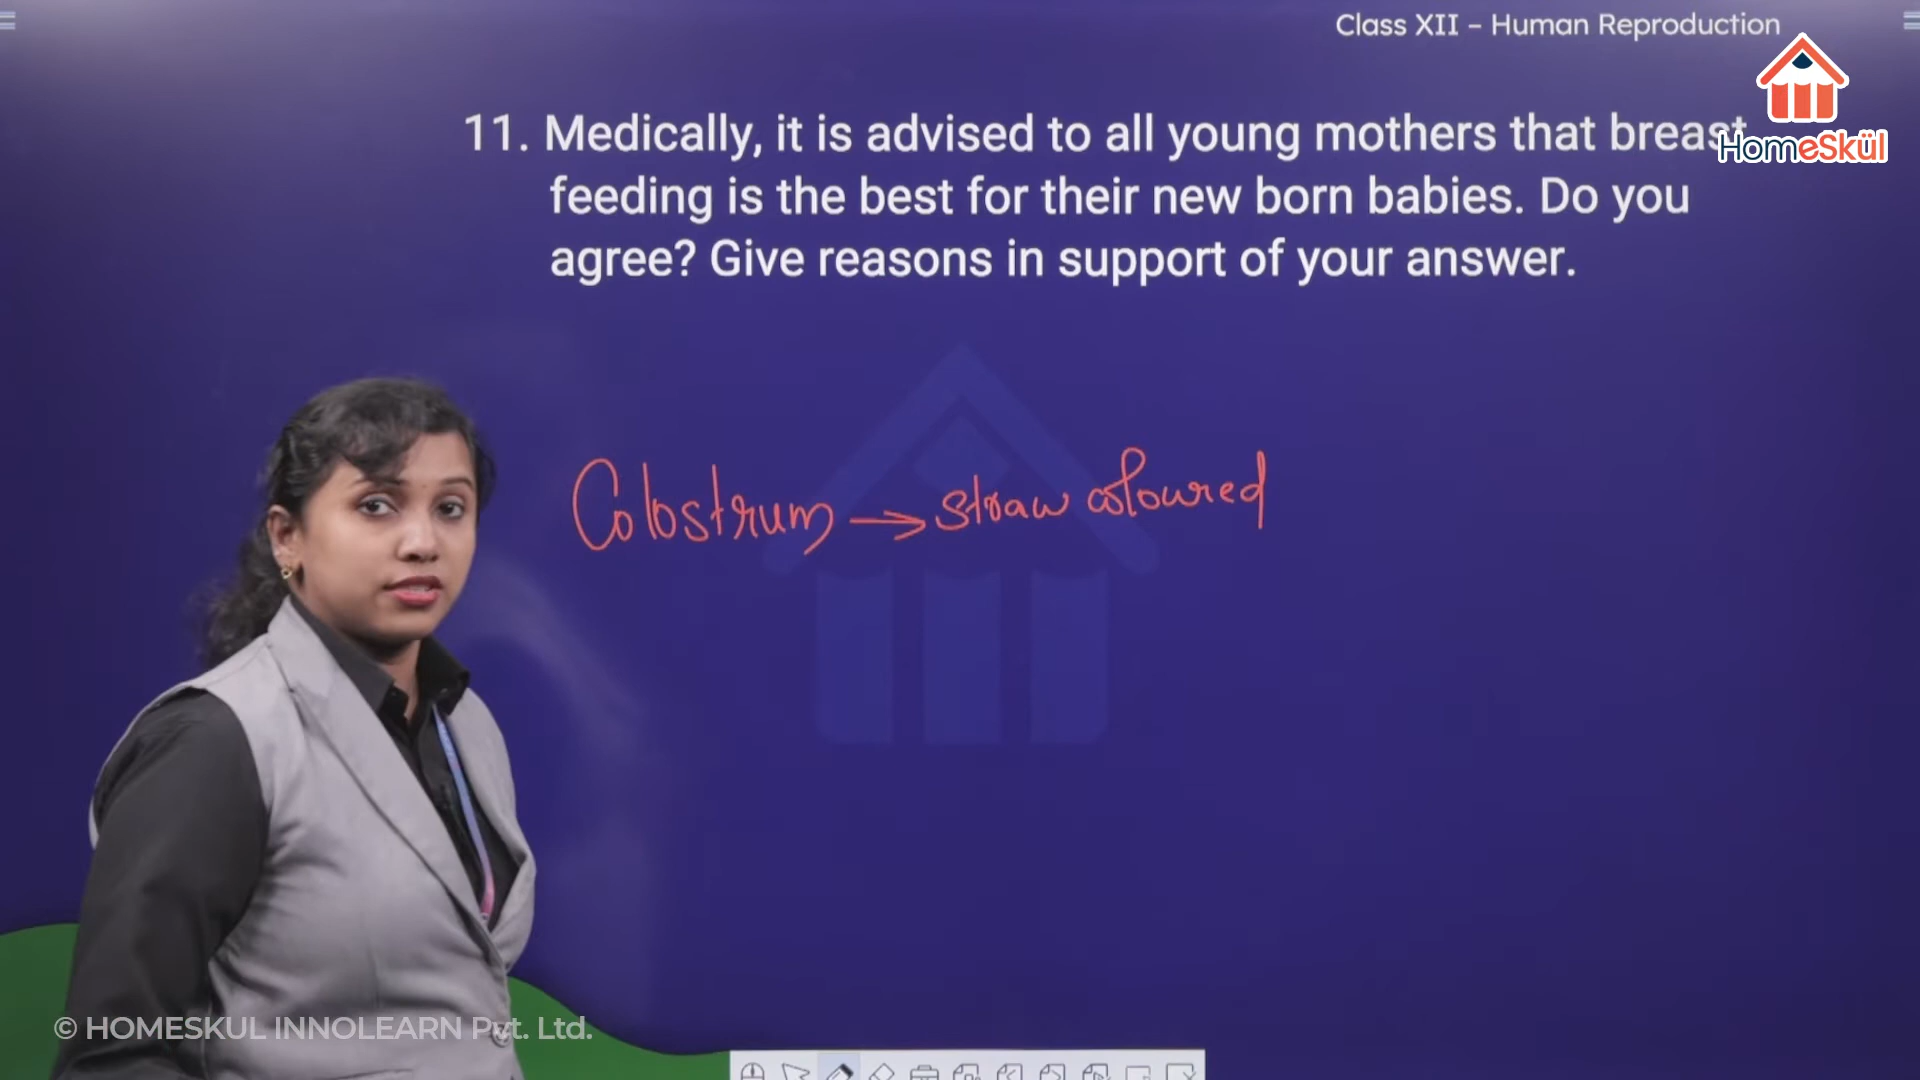 Class XII – Human Reproduction
HomeSkül
11. Medically, it is advised to all young mothers that breast
feeding is the best for their new born babies. Do you
agree? Give reasons in support of your answer.
Colostrum → straw coloured
© HOMESKUL INNOLEARN Pvt. Ltd.